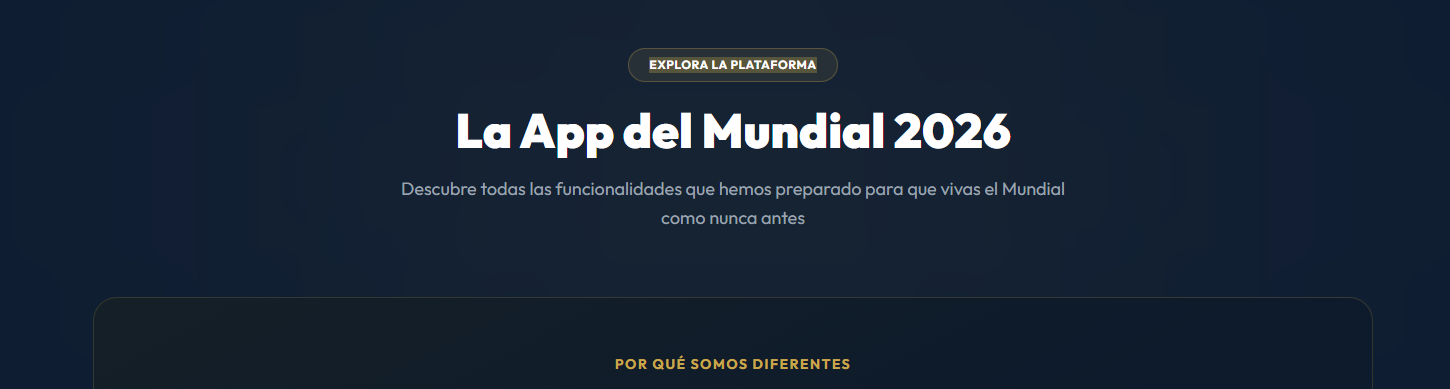 EXPLORA LA PLATAFORMA
La App del Mundial 2026
Descubre todas las funcionalidades que hemos preparado para que vivas el Mundial
como nunca antes
POR QUÉ SOMOS DIFERENTES